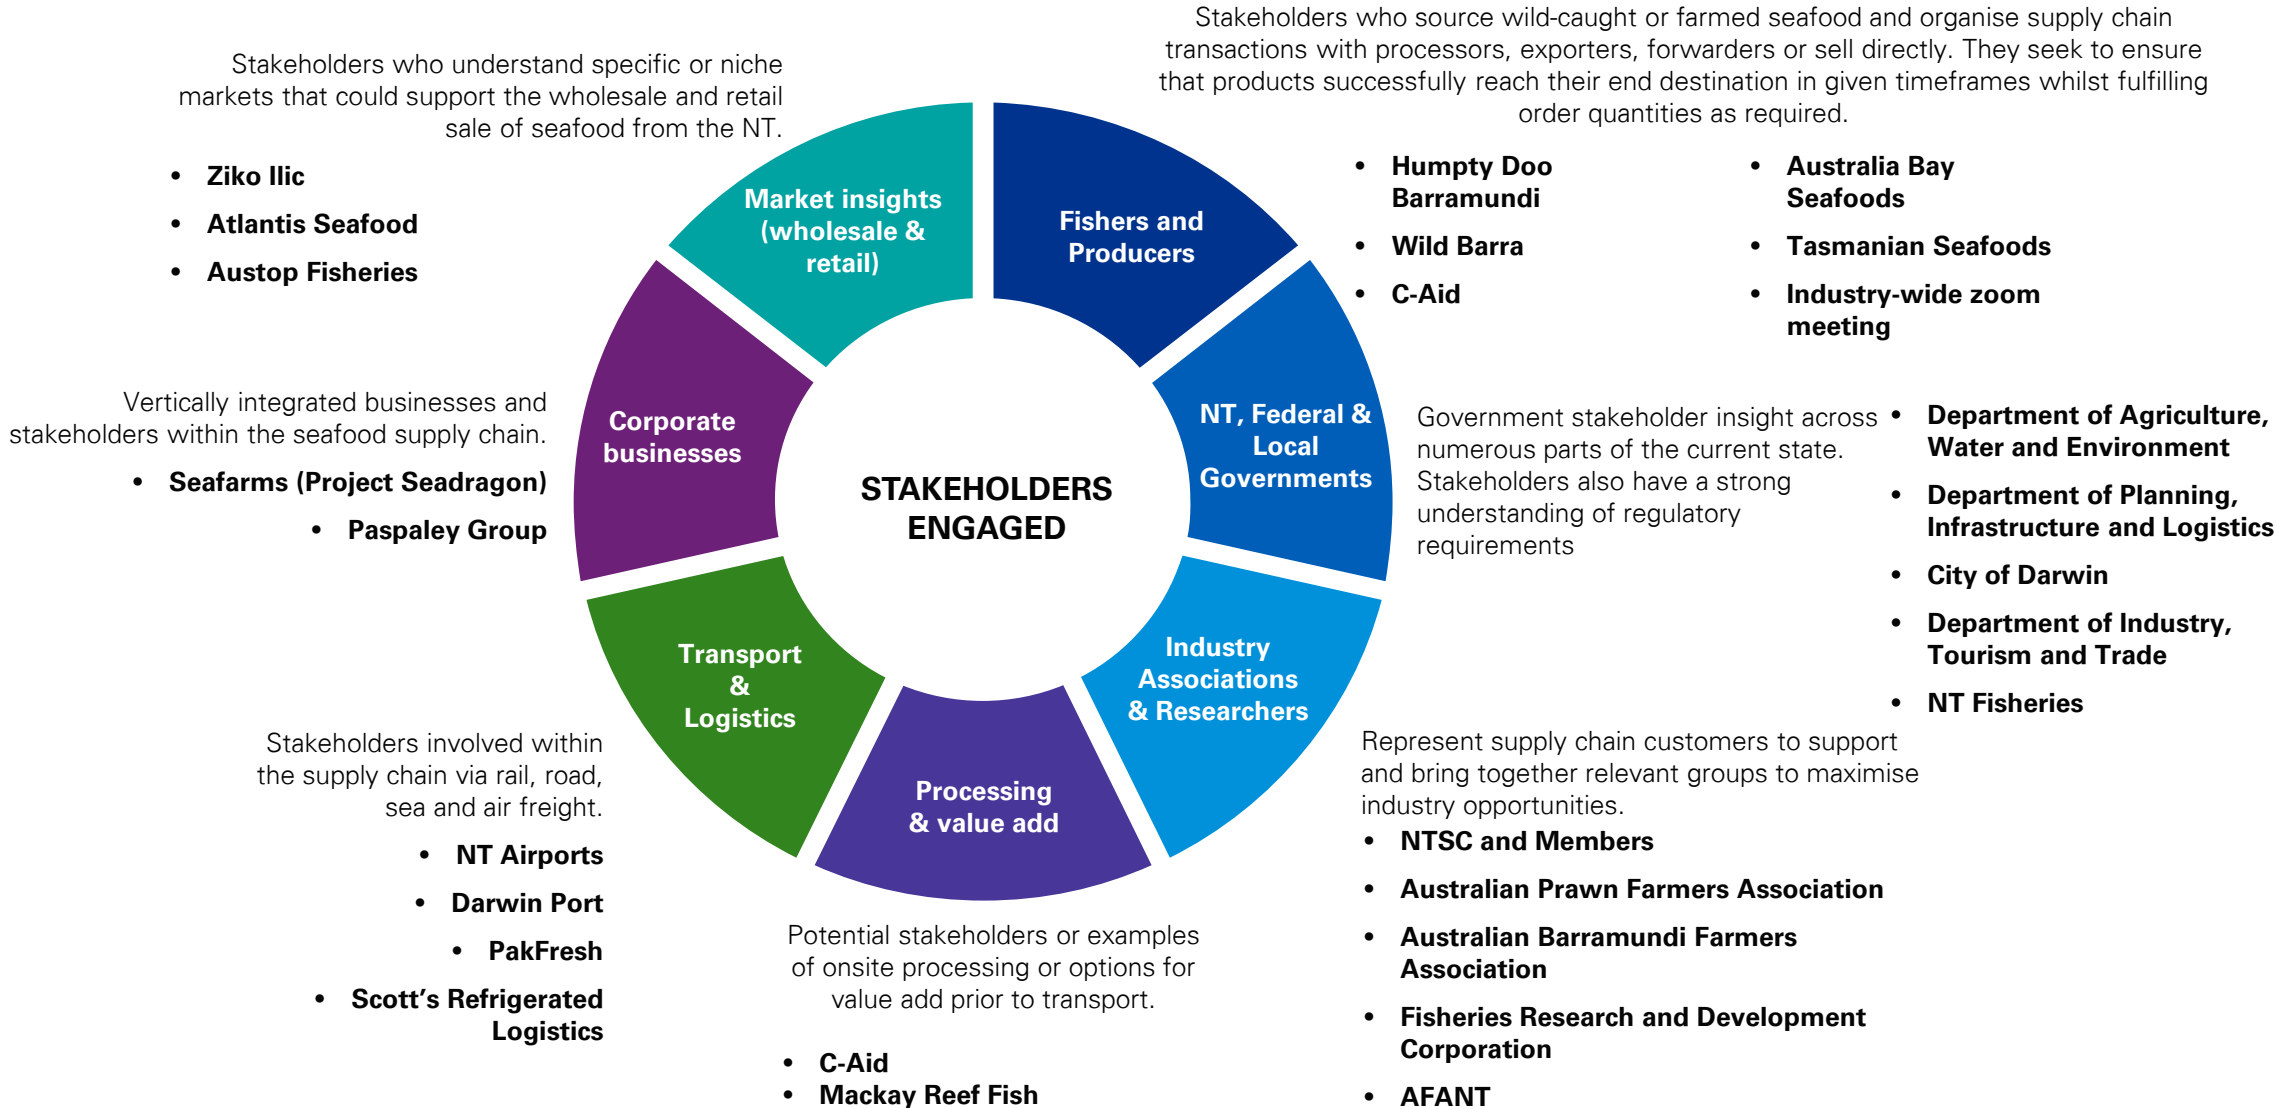 Stakeholders who source wild-caught or farmed seafood and organise supply chain
transactions with processors, exporters, forwarders or sell directly. They seek to ensure
that products successfully reach their end destination in given timeframes whilst fulfilling
order quantities as required.
• Humpty Doo
Barramundi
• Wild Barra
• C-Aid
• Australia Bay
Seafoods
• Tasmanian Seafoods
• Industry-wide zoom
meeting
Stakeholders who understand specific or niche
markets that could support the wholesale and retail
sale of seafood from the NT.
• Ziko Ilic
• Atlantis Seafood
• Austop Fisheries
Market insights
(wholesale &
retail)
Fishers and
Producers
Vertically integrated businesses and
stakeholders within the seafood supply chain.
• Seafarms (Project Seadragon)
• Paspaley Group
Corporate
businesses
STAKEHOLDERS
ENGAGED
NT, Federal &
Local
Governments
Government stakeholder insight across
numerous parts of the current state.
Stakeholders also have a strong
understanding of regulatory
requirements
• Department of Agriculture,
Water and Environment
• Department of Planning,
Infrastructure and Logistics
• City of Darwin
• Department of Industry,
Tourism and Trade
• NT Fisheries
Transport
&
Logistics
Industry
Associations
& Researchers
Processing
& value add
Stakeholders involved within
the supply chain via rail, road,
sea and air freight.
• NT Airports
• Darwin Port
• PakFresh
• Scott’s Refrigerated
Logistics
Potential stakeholders or examples
of onsite processing or options for
value add prior to transport.
• C-Aid
• Mackay Reef Fish
Represent supply chain customers to support
and bring together relevant groups to maximise
industry opportunities.
• NTSC and Members
• Australian Prawn Farmers Association
• Australian Barramundi Farmers
Association
• Fisheries Research and Development
Corporation
• AFANT